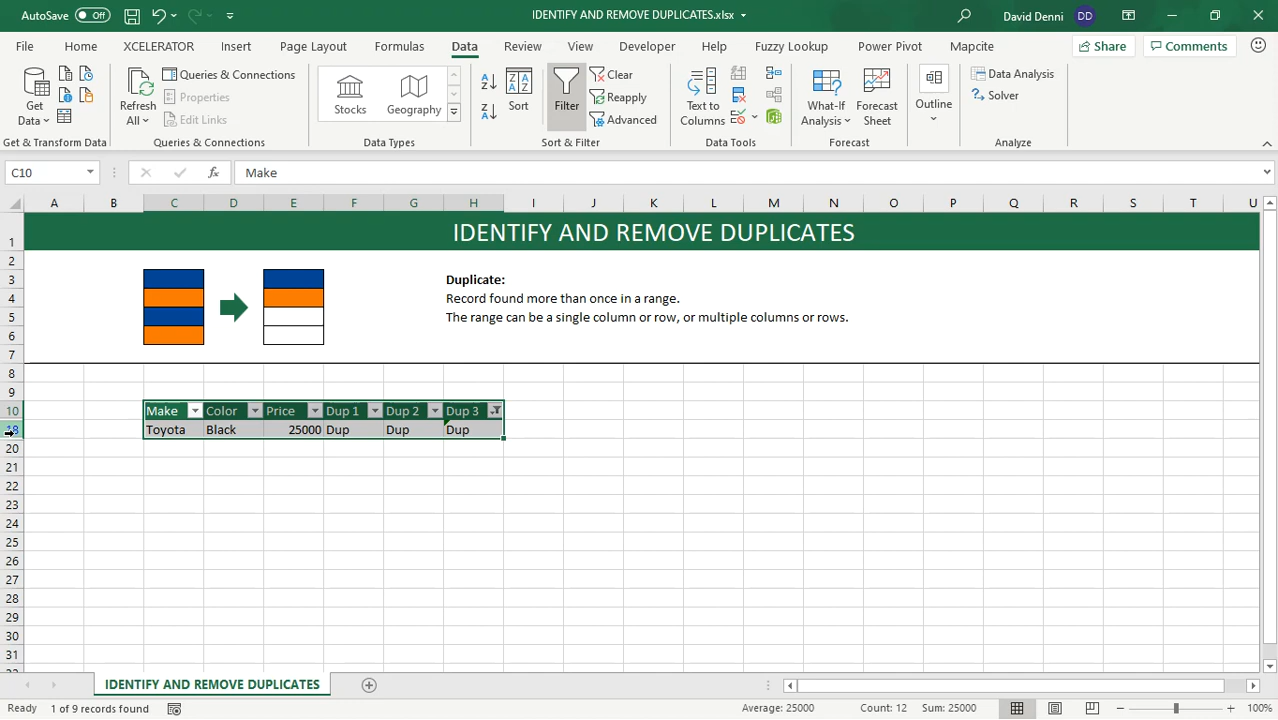 AutoSave Off IDENTIFY AND REMOVE DUPLICATES.xlsx David Denni DD
File Home XCELERATOR Insert Page Layout Formulas Data Review View Developer Help Fuzzy Lookup Power Pivot Mapcite Share Comments
Get Data
Refresh All
Queries & Connections
Properties
Edit Links
Stocks
Geography
Sort
Filter
Clear
Reapply
Advanced
Text to Columns
What-If Analysis
Forecast Sheet
Outline
Data Analysis
Solver
Get & Transform Data Queries & Connections Data Types Sort & Filter Data Tools Forecast Analyze
C10 fx Make
A B C D E F G H I J K L M N O P Q R S T U
1 IDENTIFY AND REMOVE DUPLICATES
2
3 Duplicate:
4 Record found more than once in a range.
5 The range can be a single column or row, or multiple columns or rows.
6
7
8
9
10 Make Color Price Dup 1 Dup 2 Dup 3
18 Toyota Black 25000 Dup Dup Dup
20
21
22
23
24
25
26
27
28
29
30
31
IDENTIFY AND REMOVE DUPLICATES
Ready 1 of 9 records found Average: 25000 Count: 12 Sum: 25000 100%